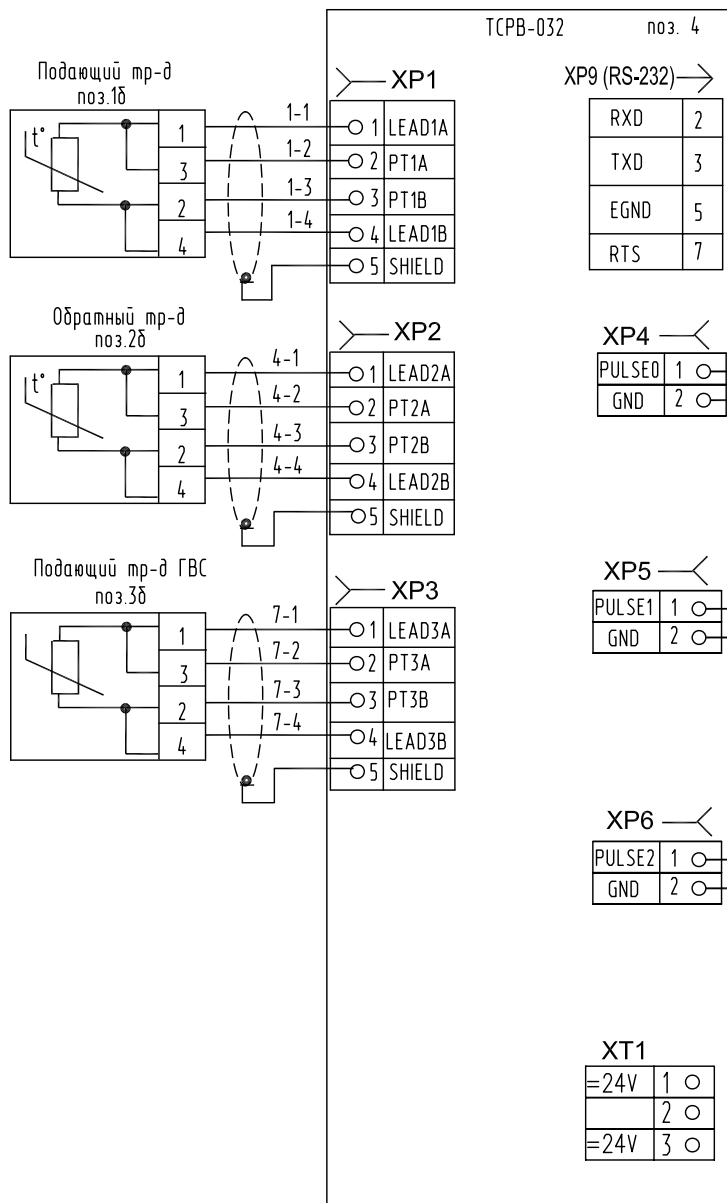 ТСРВ-032 поз. 4
Подающий тр-д
поз.1δ
t°
1
3
2
4
1-1
1-2
1-3
1-4
XP1
1 LEAD1A
2 PT1A
3 PT1B
4 LEAD1B
5 SHIELD
Обратный тр-д
поз.2δ
t°
1
3
2
4
4-1
4-2
4-3
4-4
XP2
1 LEAD2A
2 PT2A
3 PT2B
4 LEAD2B
5 SHIELD
Подающий тр-д ГВС
поз.3δ
t°
1
3
2
4
7-1
7-2
7-3
7-4
XP3
1 LEAD3A
2 PT3A
3 PT3B
4 LEAD3B
5 SHIELD
XP9 (RS-232)
RXD 2
TXD 3
EGND 5
RTS 7
XP4
PULSE0 1
GND 2
XP5
PULSE1 1
GND 2
XP6
PULSE2 1
GND 2
XT1
=24V 1
2
=24V 3